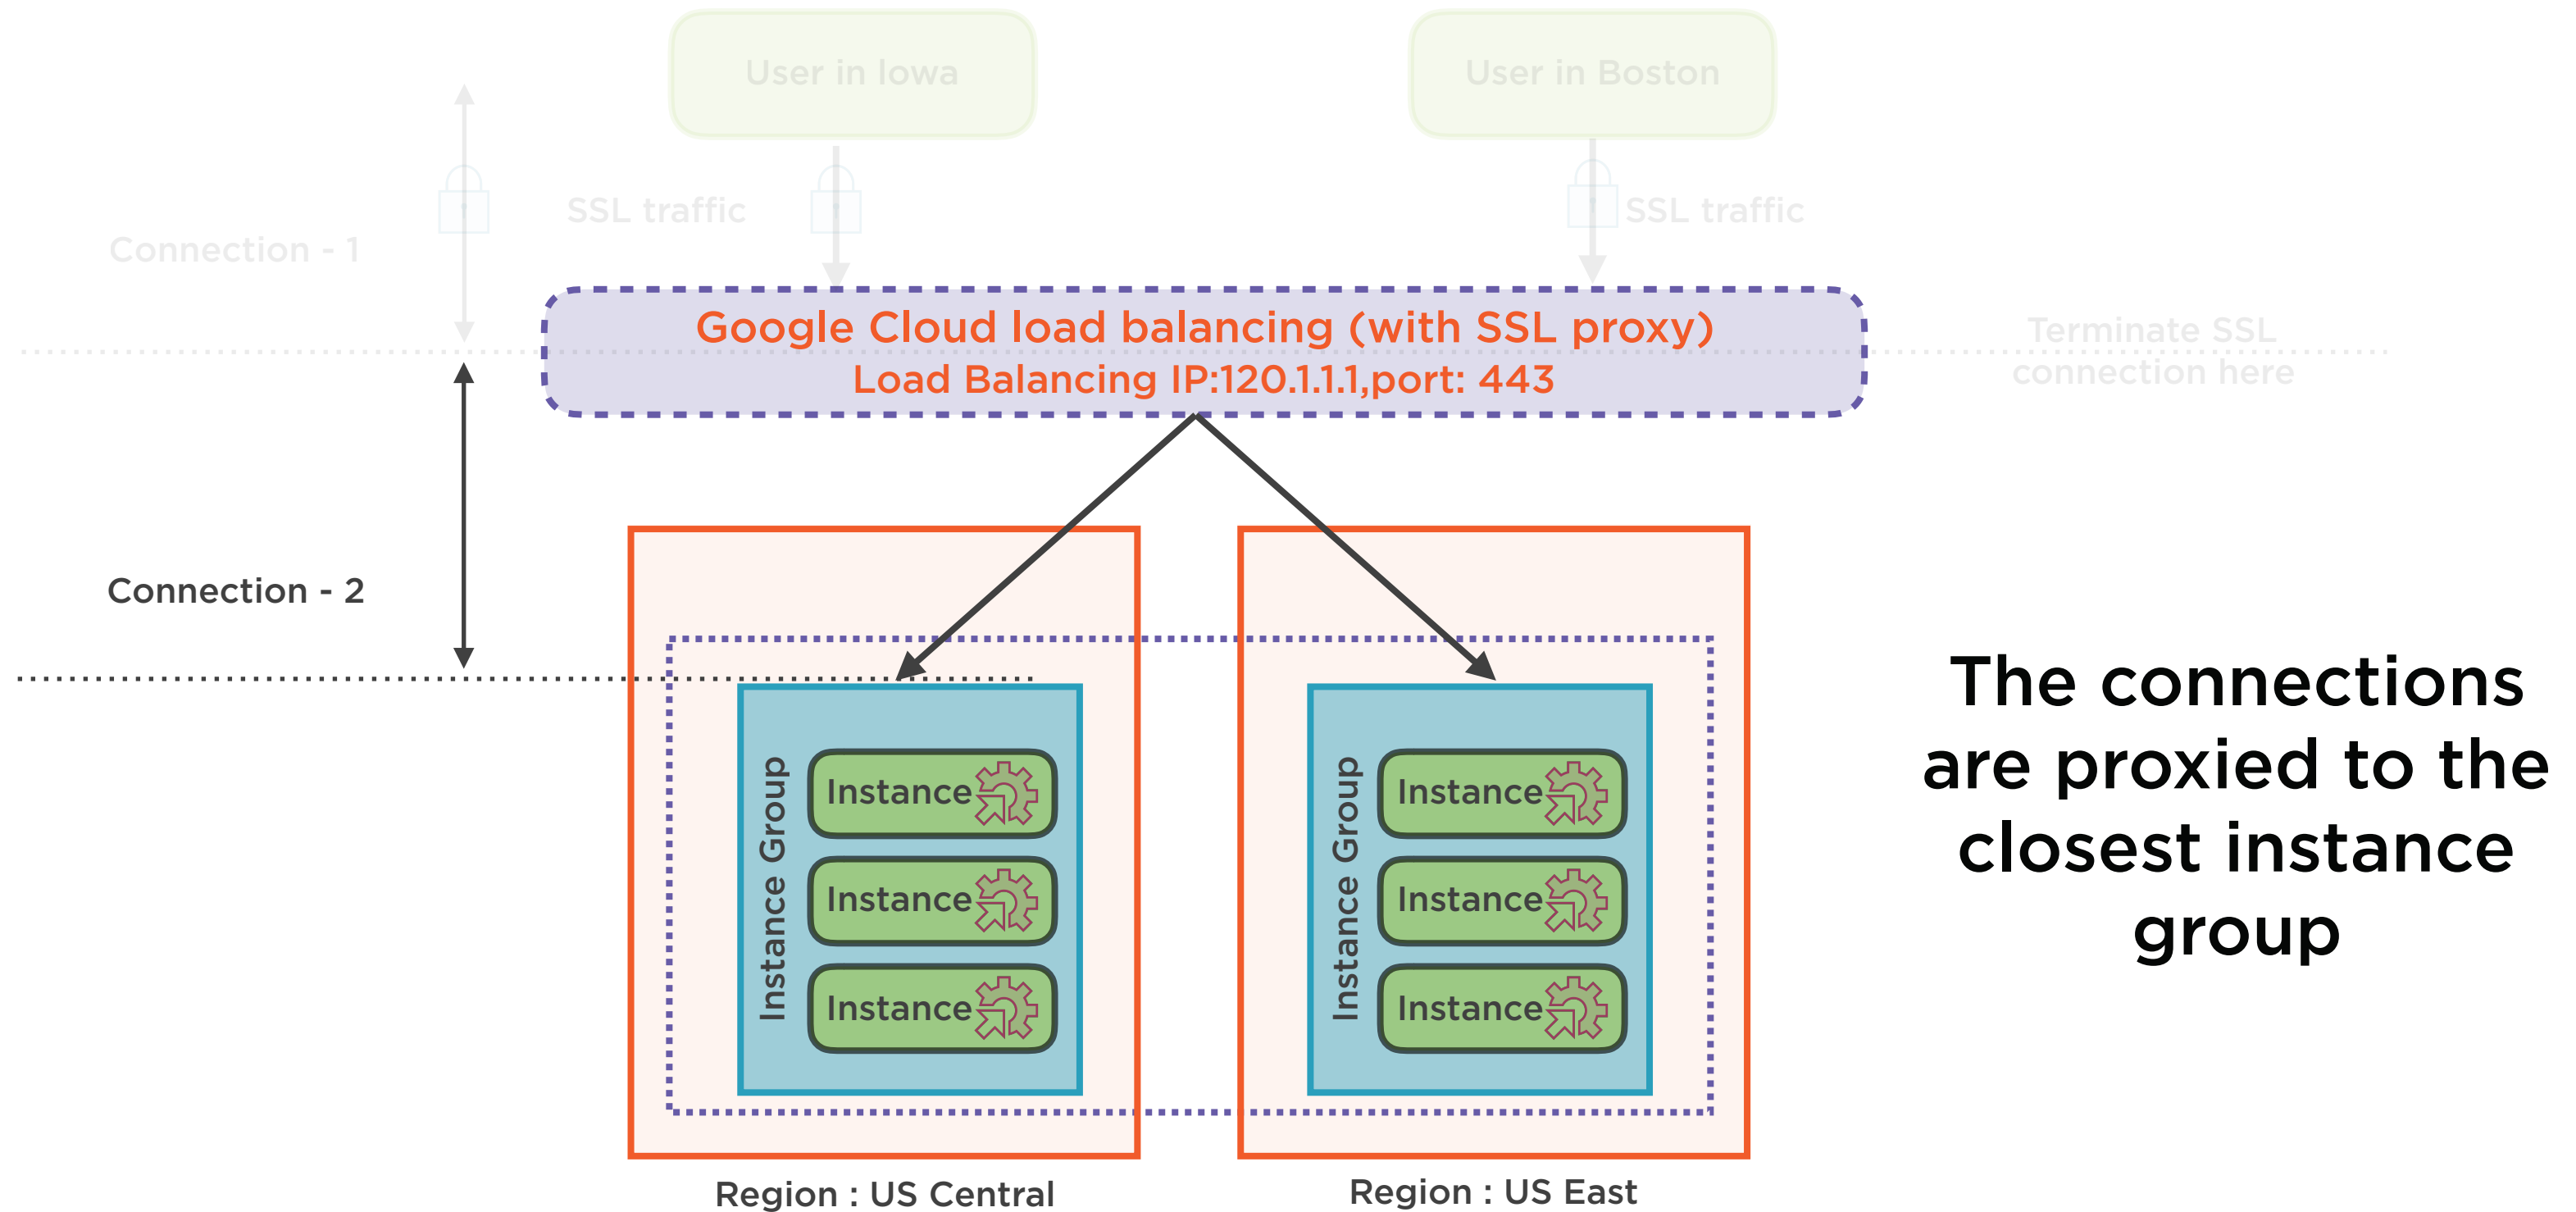 User in Iowa
User in Boston
SSL traffic
SSL traffic
Connection - 1
Google Cloud load balancing (with SSL proxy)
Load Balancing IP:120.1.1.1,port: 443
Terminate SSL
connection here
Connection - 2
The connections
are proxied to the
closest instance
group
Instance Group
Instance
Instance
Instance
Instance Group
Instance
Instance
Instance
Region : US Central
Region : US East